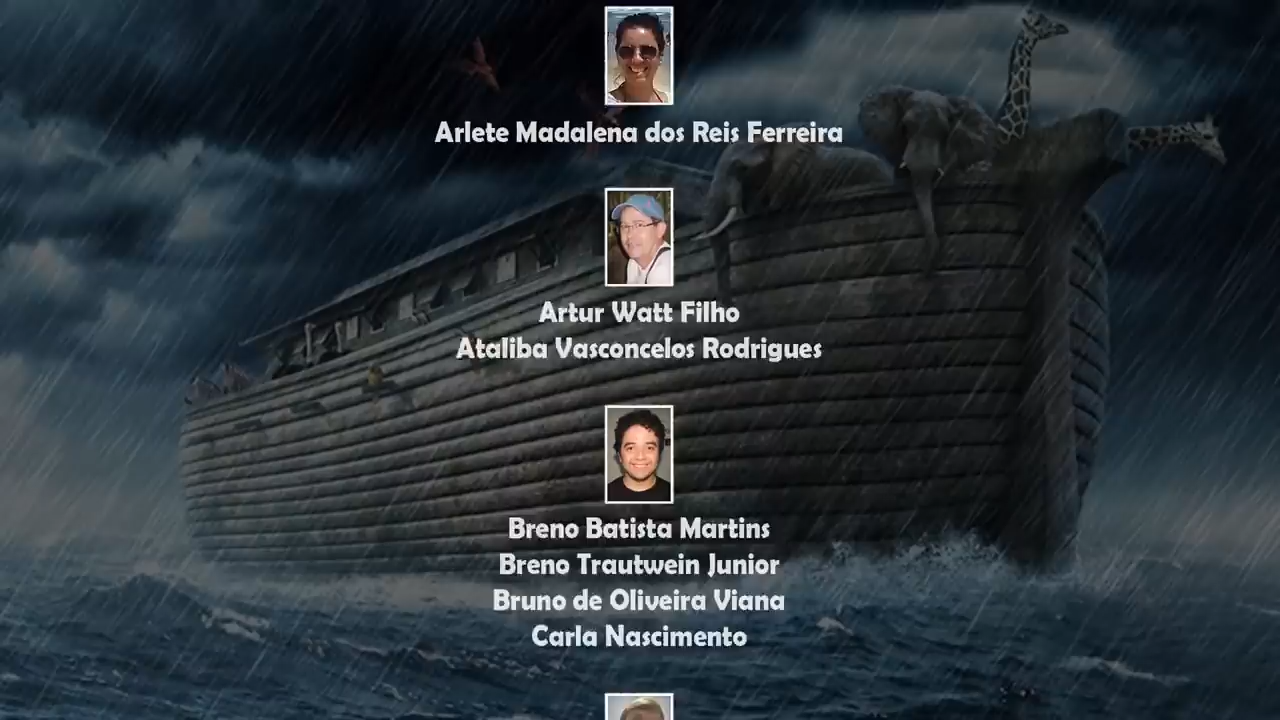 Arlete Madalena dos Reis Ferreira
Artur Watt Filho
Ataliba Vasconcelos Rodrigues
Breno Batista Martins
Breno Trautwein Junior
Bruno de Oliveira Viana
Carla Nascimento